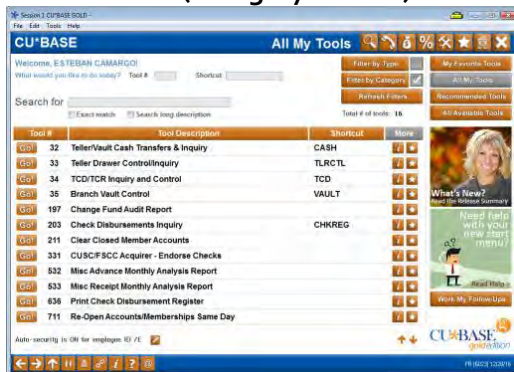 Session 1 CU*BASE GOLD -
File Edit Tools Help
CU*BASE
All My Tools
Welcome, ESTEBAN CAMARGO!
What would you like to do today? Tool # Shortcut
Search for
Exact match Search long description
Filter by Type
Filter by Category
Refresh Filters
Total # of tools 16
My Favorite Tools
All My Tools
Recommended Tools
All Available Tools
Tool # Tool Description Shortcut More
Go! 32 Teller/Vault Cash Transfers & Inquiry CASH
Go! 33 Teller Drawer Control/Inquiry TLRCTL
Go! 34 TCD/TCR Inquiry and Control TCD
Go! 35 Branch Vault Control VAULT
Go! 197 Change Fund Audit Report
Go! 203 Check Disbursements Inquiry CHKREG
Go! 211 Clear Closed Member Accounts
Go! 331 CUSC/FSCC Acquirer - Endorse Checks
Go! 532 Misc Advance Monthly Analysis Report
Go! 533 Misc Receipt Monthly Analysis Report
Go! 636 Print Check Disbursement Register
Go! 711 Re-Open Accounts/Memberships Same Day
What's New?
Read the Release Summary
Need help
with your
new start
menu?
Read Help >
Work My Follow-Ups
Auto-security is ON for employee ID /E
CU*BASE
gold edition